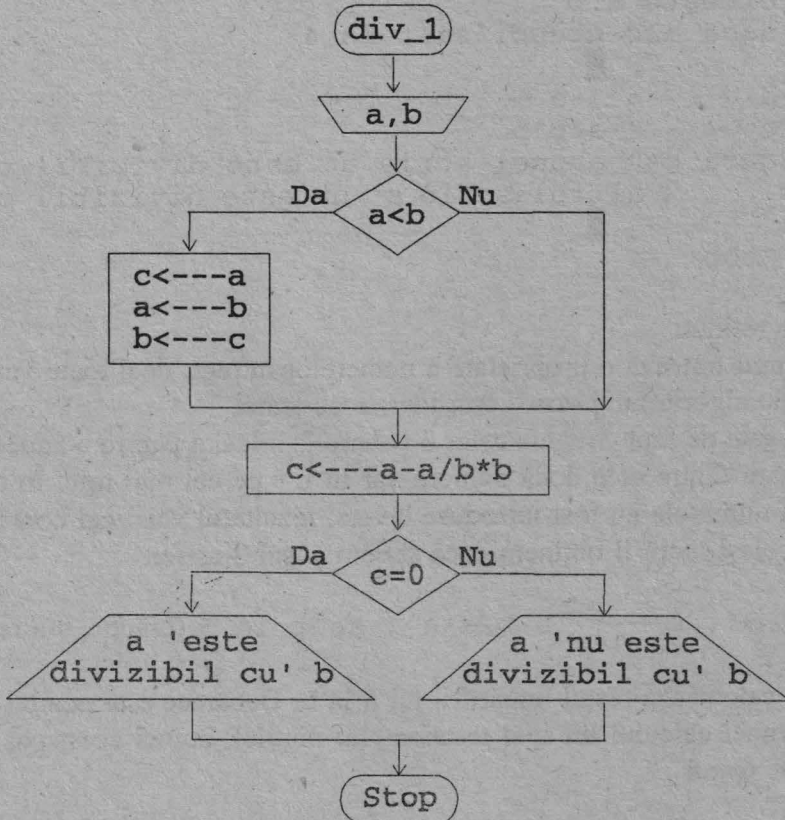 div_1
a,b
Da
a<b
Nu
c<---a
a<---b
b<---c
c<---a-a/b*b
Da
c=0
Nu
a 'este
divizibil cu' b
a 'nu este
divizibil cu' b
Stop